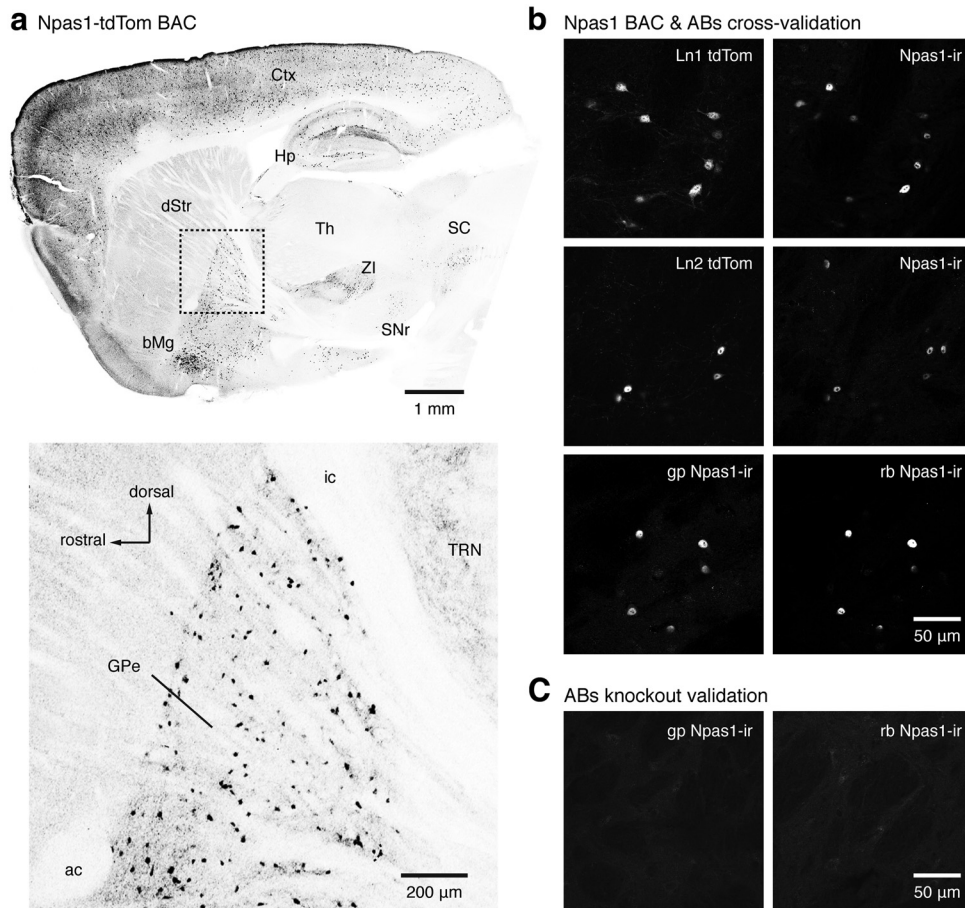 a Npas1-tdTom BAC
Ctx
Hp
dStr
Th
SC
ZI
SNr
bMg
1 mm
ic
dorsal
rostral
TRN
GPe
ac
200 µm
b Npas1 BAC & ABs cross-validation
Ln1 tdTom
Npas1-ir
Ln2 tdTom
Npas1-ir
gp Npas1-ir
rb Npas1-ir
50 µm
C ABs knockout validation
gp Npas1-ir
rb Npas1-ir
50 µm